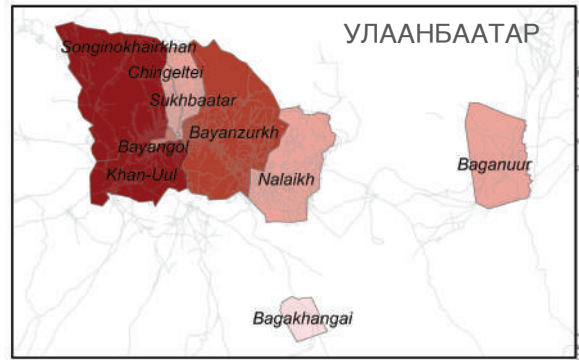 УЛААНБААТАР
Songinokhairkhan
Chingeltei
Sukhbaatar
Bayanzurkh
Bayangol
Khan-Uul
Nalaikh
Baganuur
Bagakhangai